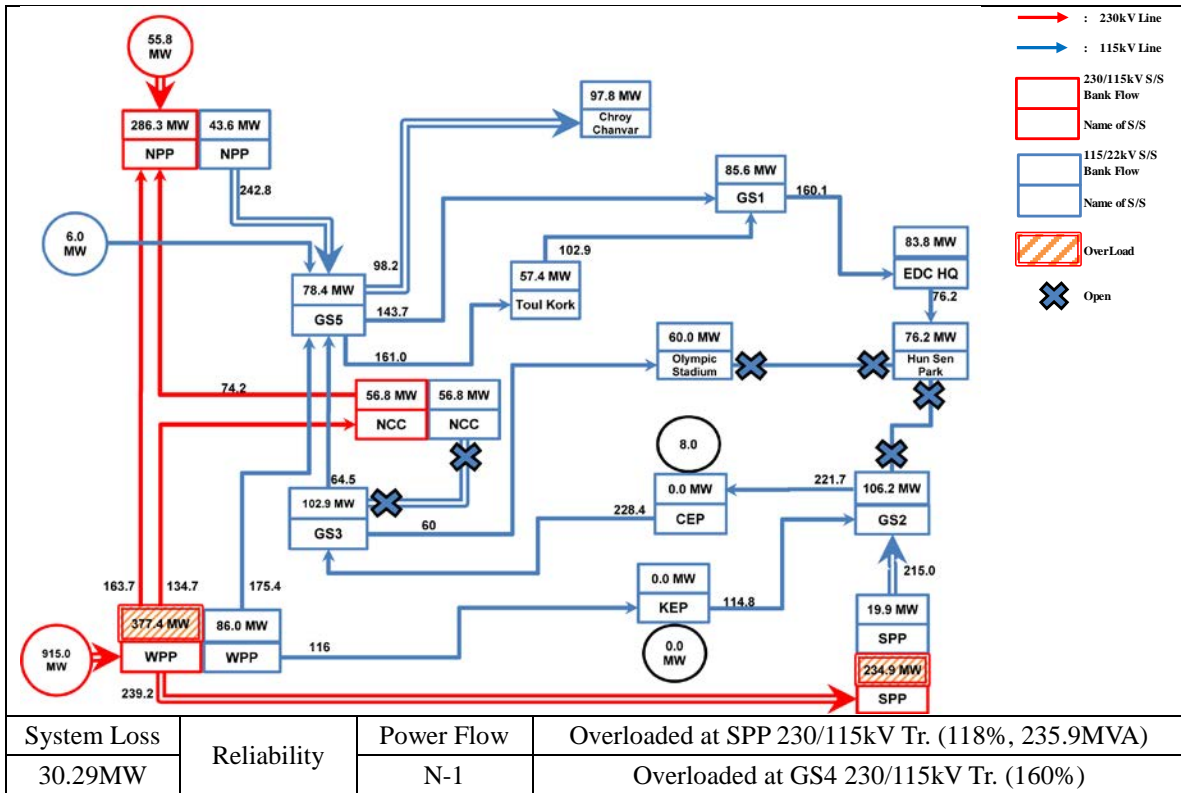 55.8
MW
286.3 MW
43.6 MW
NPP
NPP
242.8
6.0
MW
97.8 MW
Chroy
Chanvar
85.6 MW
GS1
160.1
102.9
57.4 MW
Toul Kork
83.8 MW
EDC HQ
76.2
78.4 MW
GS5
98.2
143.7
161.0
60.0 MW
Olympic
Stadium
76.2 MW
Hun Sen
Park
74.2
56.8 MW
56.8 MW
NCC
NCC
64.5
102.9 MW
GS3
60
8.0
0.0 MW
CEP
228.4
221.7
106.2 MW
GS2
215.0
163.7
134.7
175.4
377.4 MW
86.0 MW
WPP
WPP
915.0
MW
116
239.2
0.0 MW
KEP
114.8
0.0
MW
19.9 MW
SPP
234.9 MW
SPP
: 230kV Line
: 115kV Line
230/115kV S/S
Bank Flow
Name of S/S
115/22kV S/S
Bank Flow
Name of S/S
OverLoad
Open
System Loss
Reliability
Power Flow
Overloaded at SPP 230/115kV Tr. (118%, 235.9MVA)
30.29MW
N-1
Overloaded at GS4 230/115kV Tr. (160%)